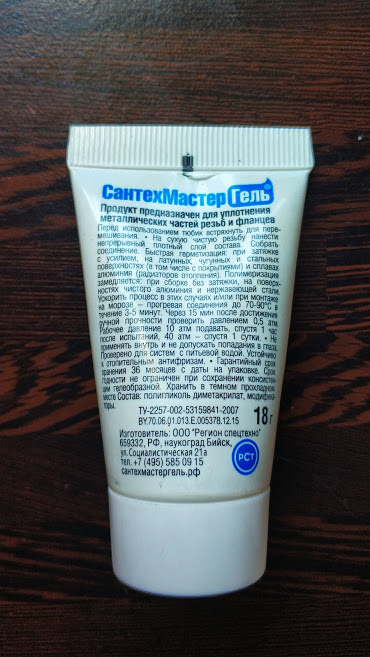 СантехМастерГель®
Продукт предназначен для уплотнения
металлических частей резьб и фланцев
Перед использованием тюбик встряхнуть для пере-
мешивания. • На сухую чистую резьбу нанести
непрерывный, плотный слой состава. Собрать
соединение. Быстрая герметизация: при затяжке
с усилием, на латунных, чугунных и стальных
поверхностях (в том числе с покрытиями) и сплавах
алюминия (радиаторов отопления). Полимеризация
замедляется: при сборке без затяжки, на поверх-
ностях чистого алюминия и нержавеющей стали.
Ускорить процесс в этих случаях и/или при монтаже
на морозе – прогревая соединения до 70-90°С в
течение 3-5 минут. Через 15 мин после достижения
ручной прочности проверить давлением 0,5 атм.
Рабочее давление 10 атм подавать, спустя 1 час
после испытаний, 40 атм – спустя 1 сутки. • Не
применять внутрь и не допускать попадания в глаза.
Проверено для систем с питьевой водой. Устойчиво
к отопительным антифризам. • Гарантийный срок
хранения 36 месяцев с даты на упаковке. Срок
годности не ограничен при сохранении консистен-
ции гелеобразной. Хранить в темном прохладном
месте Состав: полигликоль диметакрилат, модифика-
торы.
ТУ-2257-002-53159841-2007
BY.70.06.01.013.E.005378.12.15
18 г
Изготовитель: ООО "Регион спецтехно"
659332, РФ, наукоград Бийск,
ул.Социалистическая 21а
тел.+7 (495) 585 09 15
сантехмастергель.рф
РСТ